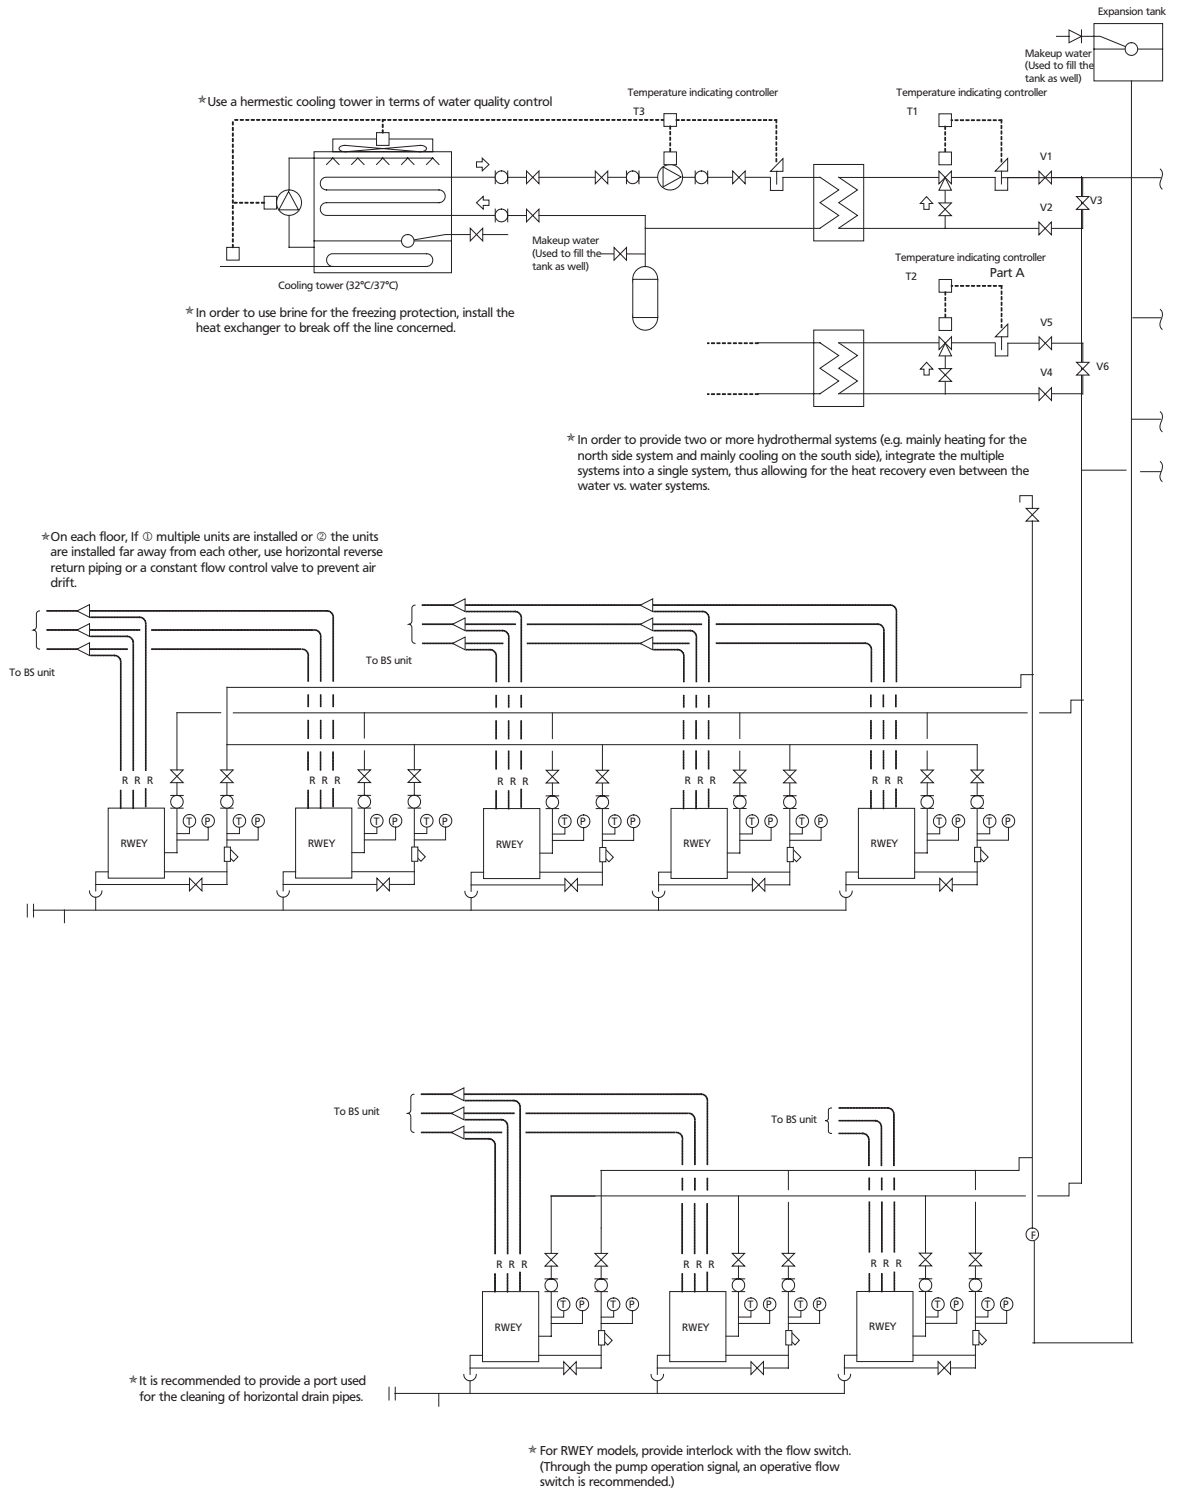 Expansion tank
Makeup water
(Used to fill the
tank as well)
Temperature indicating controller
T3
Temperature indicating controller
T1
✭Use a hermestic cooling tower in terms of water quality control
V1
V3
V2
Makeup water
(Used to fill the
tank as well)
Cooling tower (32°C/37°C)
Temperature indicating controller
T2
Part A
✭In order to use brine for the freezing protection, install the
heat exchanger to break off the line concerned.
V5
V6
V4
✭In order to provide two or more hydrothermal systems (e.g. mainly heating for the
north side system and mainly cooling on the south side), integrate the multiple
systems into a single system, thus allowing for the heat recovery even between the
water vs. water systems.
✭On each floor, If ① multiple units are installed or ② the units
are installed far away from each other, use horizontal reverse
return piping or a constant flow control valve to prevent air
drift.
To BS unit
To BS unit
R R R R R R R R R R R R R R R
T P T P T P T P T P T P T P T P T P T P
RWEY RWEY RWEY RWEY RWEY
To BS unit
To BS unit
F
R R R R R R R R R
T P T P T P T P T P T P
RWEY RWEY RWEY
✭It is recommended to provide a port used
for the cleaning of horizontal drain pipes.
✭ For RWEY models, provide interlock with the flow switch.
(Through the pump operation signal, an operative flow
switch is recommended.)